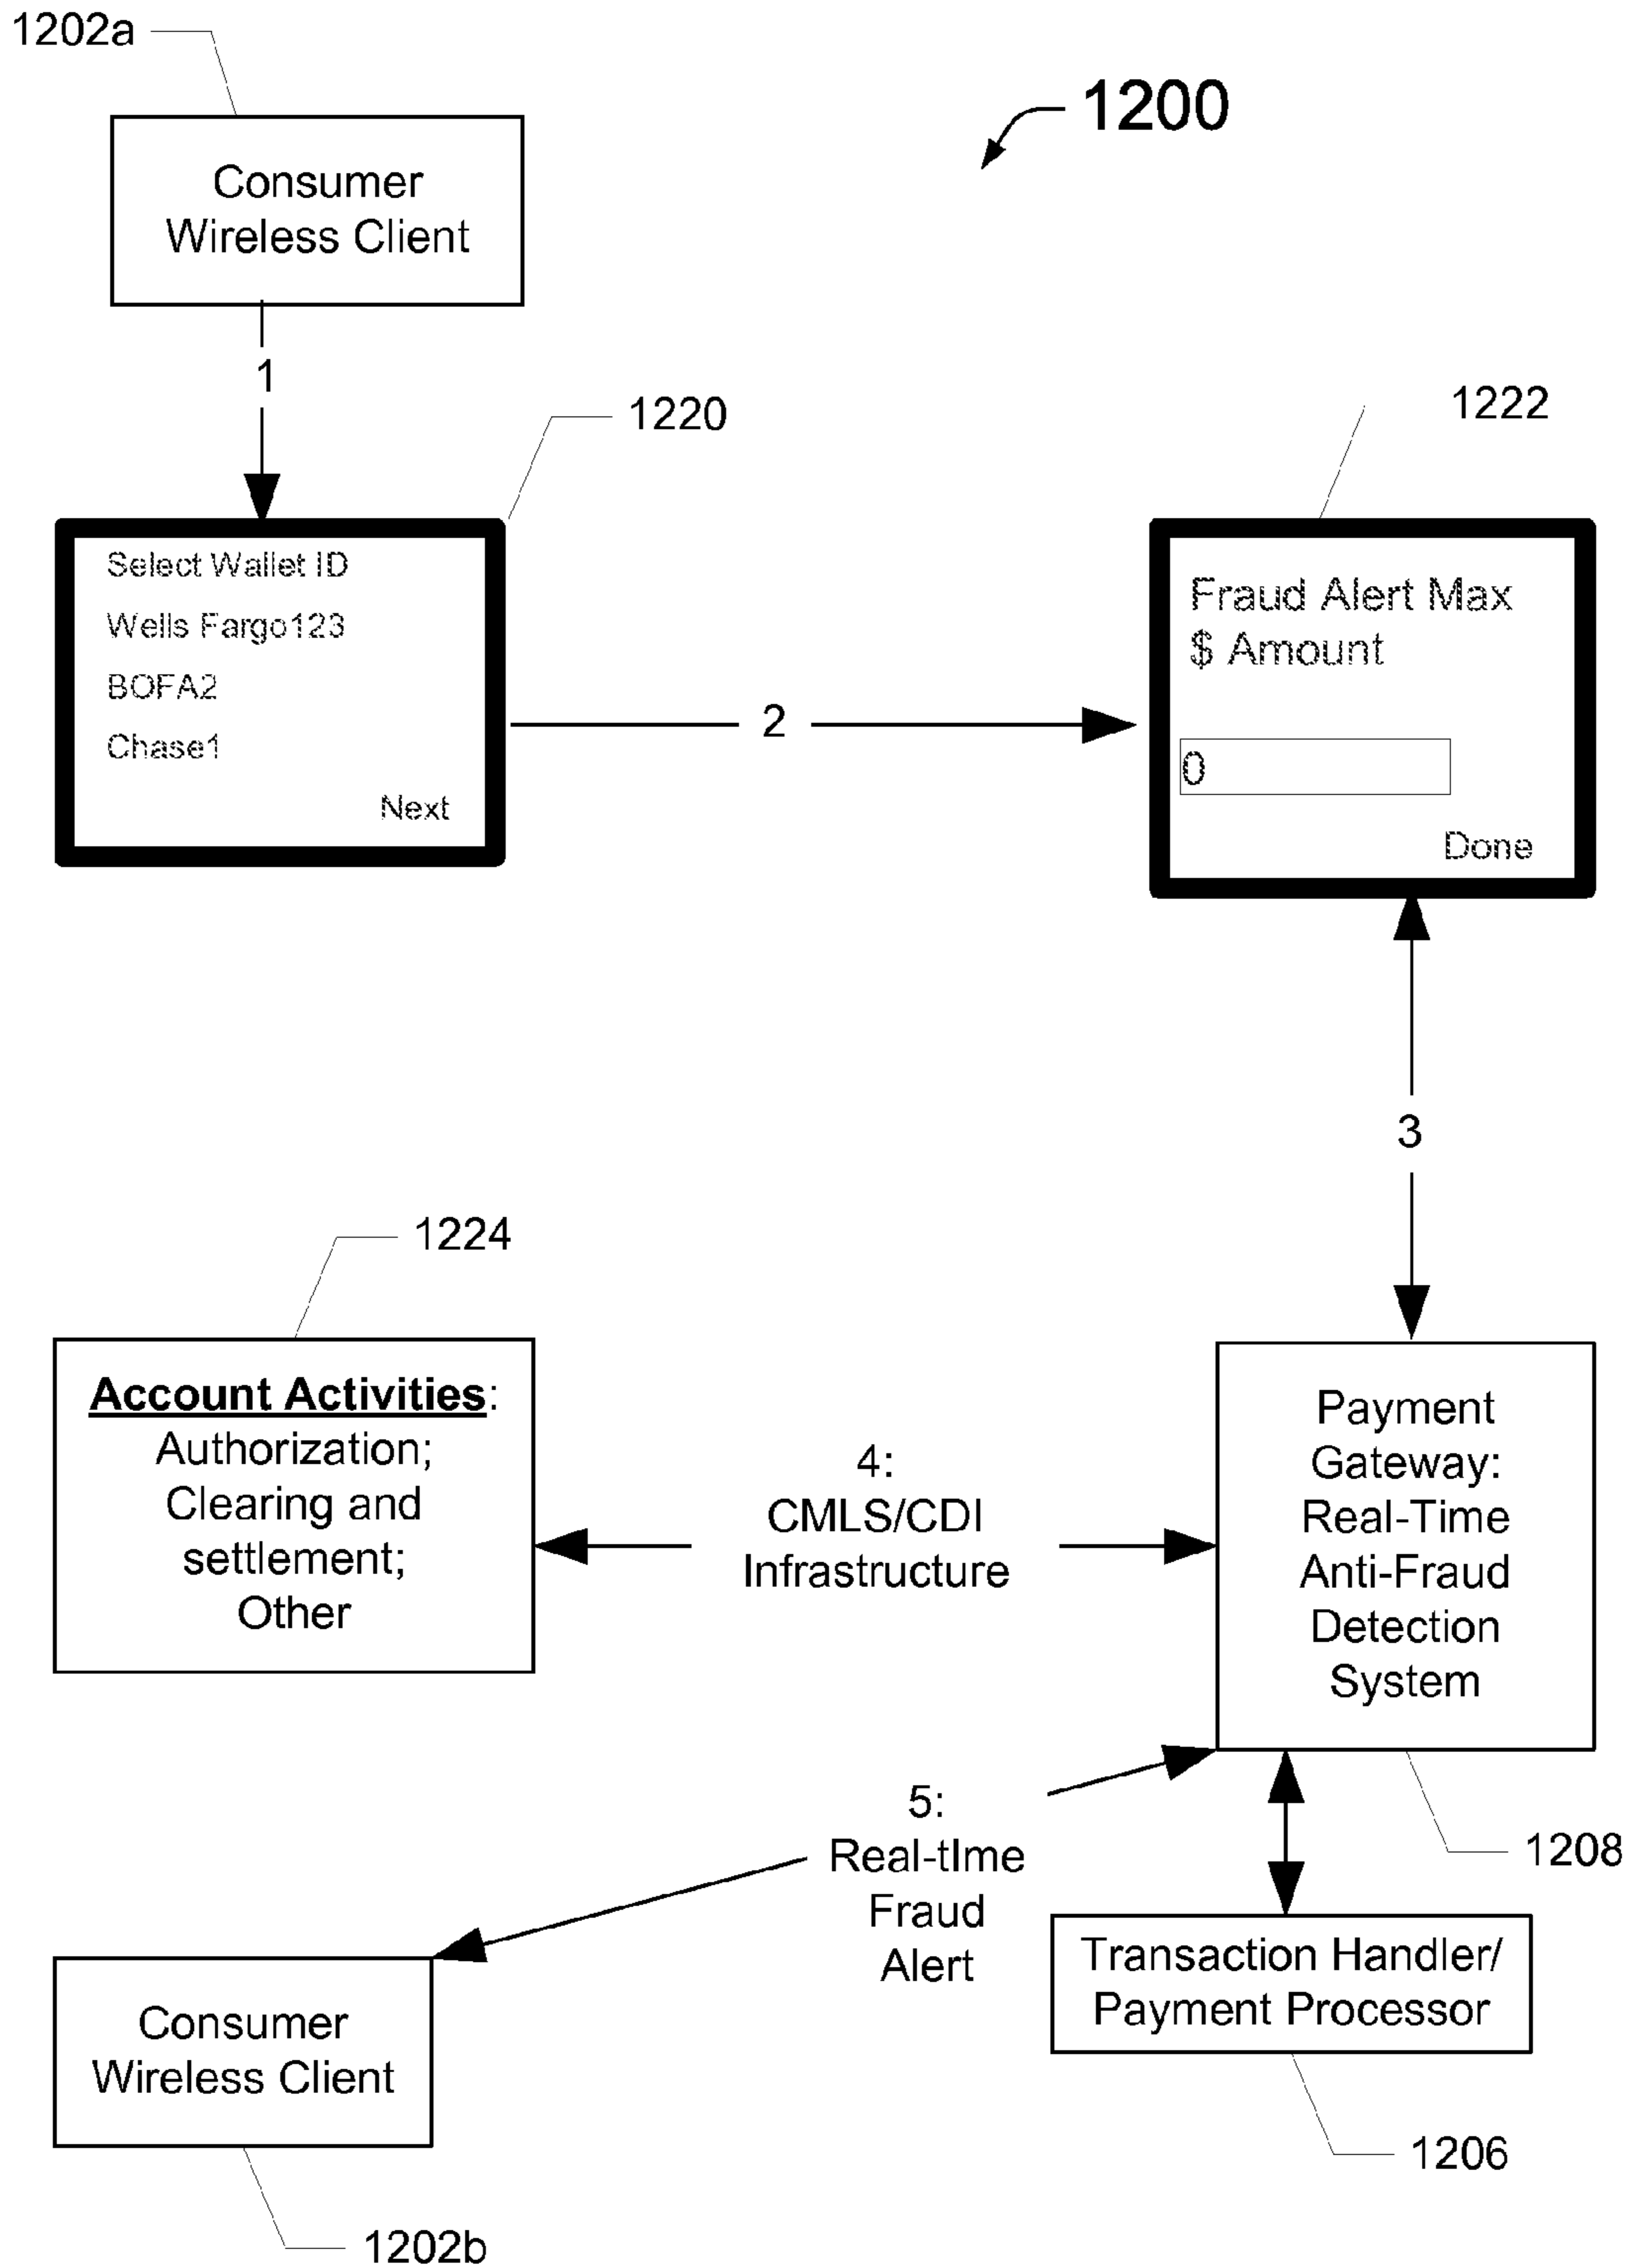 1202a
1200
Consumer
Wireless Client
1
1220
1222
Select Wallet ID
Wells Fargo123
BOFA2
Chase1
Next
2
Fraud Alert Max
$ Amount
0
Done
3
1224
Account Activities:
Authorization;
Clearing and
settlement;
Other
4:
CMLS/CDI
Infrastructure
Payment
Gateway:
Real-Time
Anti-Fraud
Detection
System
5:
Real-tIme
Fraud
Alert
1208
Transaction Handler/
Payment Processor
Consumer
Wireless Client
1206
1202b